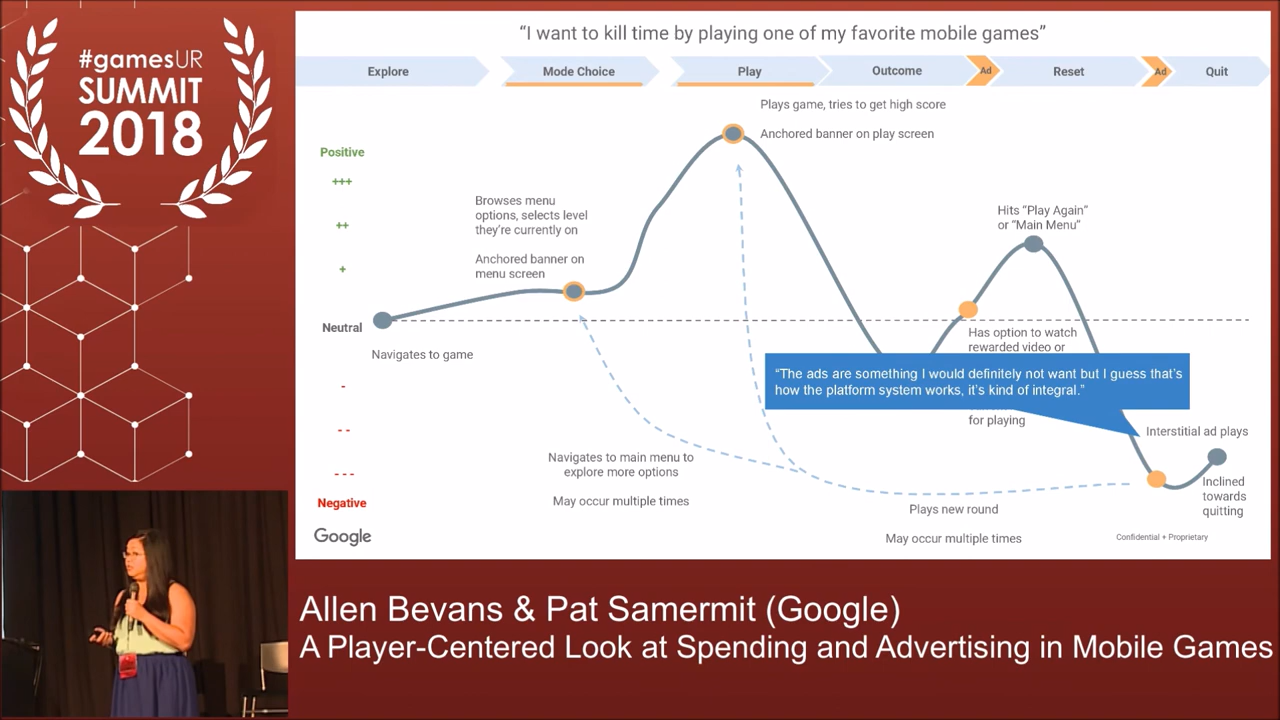 #gamesUR
SUMMIT
2018
“I want to kill time by playing one of my favorite mobile games”
Explore
Mode Choice
Play
Outcome
Ad
Reset
Ad
Quit
Plays game, tries to get high score
Anchored banner on play screen
Positive
+++
++
+
Neutral
-
- -
- - -
Negative
Browses menu
options, selects level
they’re currently on
Anchored banner on
menu screen
Navigates to game
Hits “Play Again”
or “Main Menu”
Has option to watch
rewarded video or
“The ads are something I would definitely not want but I guess that’s
how the platform system works, it’s kind of integral.”
for playing
Interstitial ad plays
Inclined
towards
quitting
Navigates to main menu to
explore more options
May occur multiple times
Plays new round
May occur multiple times
Google
Confidential + Proprietary
Allen Bevans & Pat Samermit (Google)
A Player-Centered Look at Spending and Advertising in Mobile Games